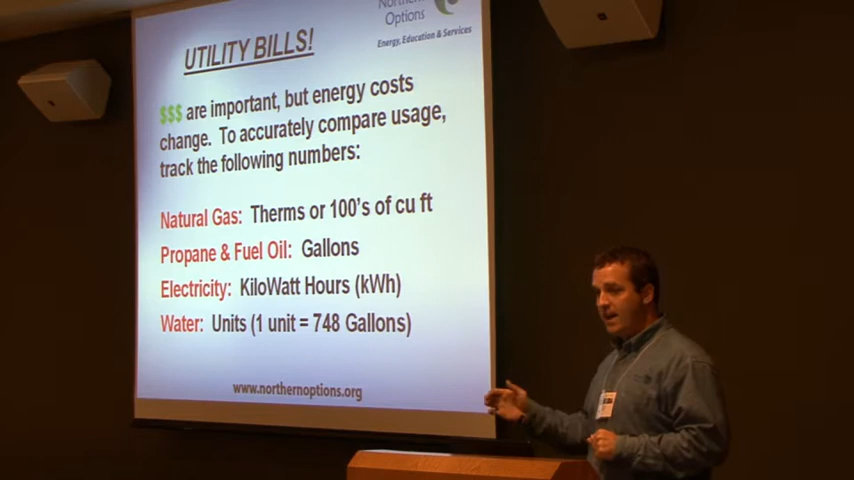 Northern
Options
Energy, Education & Services
UTILITY BILLS!
$$$ are important, but energy costs
change. To accurately compare usage,
track the following numbers:
Natural Gas: Therms or 100's of cu ft
Propane & Fuel Oil: Gallons
Electricity: KiloWatt Hours (kWh)
Water: Units (1 unit = 748 Gallons)
www.northernoptions.org